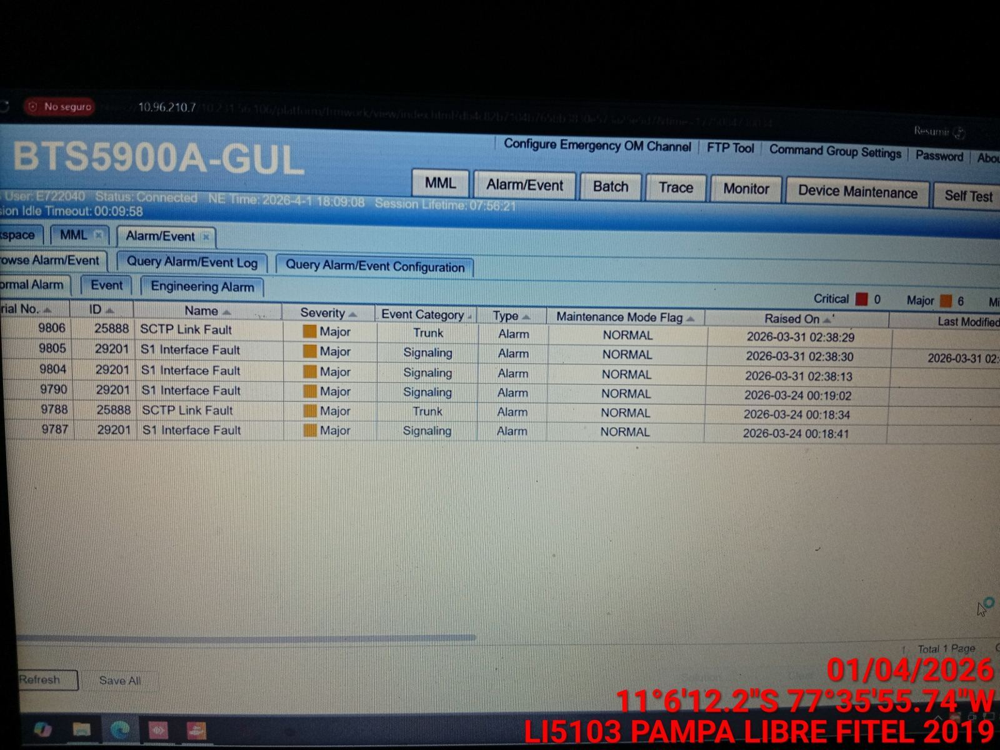 No seguro 10.96.210.7
Resumir
BTS5900A-GUL
Configure Emergency OM Channel FTP Tool Command Group Settings Password Abou
MML Alarm/Event Batch Trace Monitor Device Maintenance Self Test
User: E722040 Status: Connected NE Time: 2026-4-1 18:09:08 Session Lifetime: 07:56:21
sion Idle Timeout: 00:09:58
kspace MML Alarm/Event
rowse Alarm/Event Query Alarm/Event Log Query Alarm/Event Configuration
ormal Alarm Event Engineering Alarm
Critical 0 Major 6 Mi
rial No. ID Name Severity Event Category Type Maintenance Mode Flag Raised On Last Modified
9806 25888 SCTP Link Fault Major Trunk Alarm NORMAL 2026-03-31 02:38:29
9805 29201 S1 Interface Fault Major Signaling Alarm NORMAL 2026-03-31 02:38:30 2026-03-31 02:
9804 29201 S1 Interface Fault Major Signaling Alarm NORMAL 2026-03-31 02:38:13
9790 29201 S1 Interface Fault Major Signaling Alarm NORMAL 2026-03-24 00:19:02
9788 25888 SCTP Link Fault Major Trunk Alarm NORMAL 2026-03-24 00:18:34
9787 29201 S1 Interface Fault Major Signaling Alarm NORMAL 2026-03-24 00:18:41
1 Total 1 Page
Refresh Save All
01/04/2026
11°6'12.2"S 77°35'55.74"W
LI5103 PAMPA LIBRE FITEL 2019